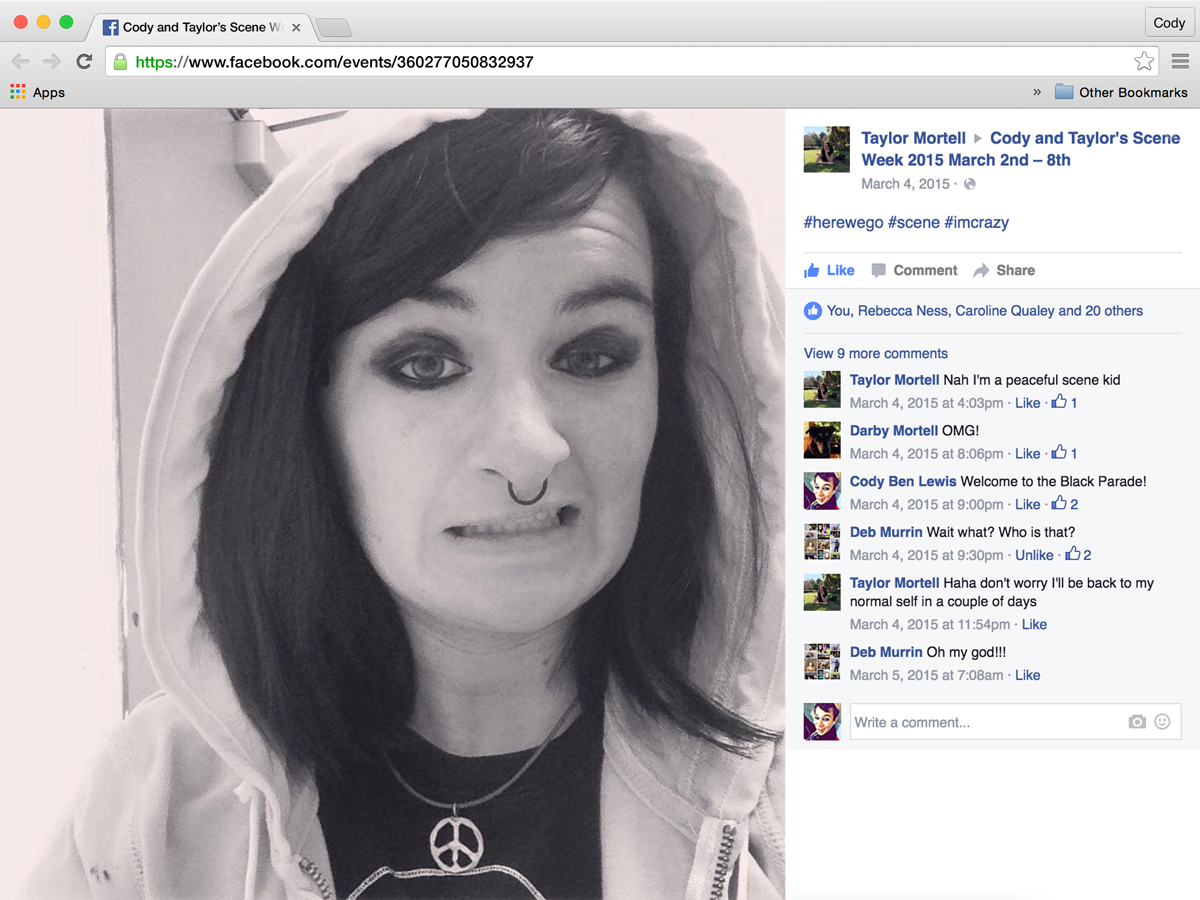 Cody and Taylor's Scene W
Cody
https://www.facebook.com/events/360277050832937
Apps
» Other Bookmarks
Taylor Mortell Cody and Taylor's Scene
Week 2015 March 2nd – 8th
March 4, 2015 ·
#herewego #scene #imcrazy
Like Comment Share
You, Rebecca Ness, Caroline Qualey and 20 others
View 9 more comments
Taylor Mortell Nah I'm a peaceful scene kid
March 4, 2015 at 4:03pm · Like · 1
Darby Mortell OMG!
March 4, 2015 at 8:06pm · Like · 1
Cody Ben Lewis Welcome to the Black Parade!
March 4, 2015 at 9:00pm · Like · 2
Deb Murrin Wait what? Who is that?
March 4, 2015 at 9:30pm · Unlike · 2
Taylor Mortell Haha don't worry I'll be back to my
normal self in a couple of days
March 4, 2015 at 11:54pm · Like
Deb Murrin Oh my god!!!
March 5, 2015 at 7:08am · Like
Write a comment...